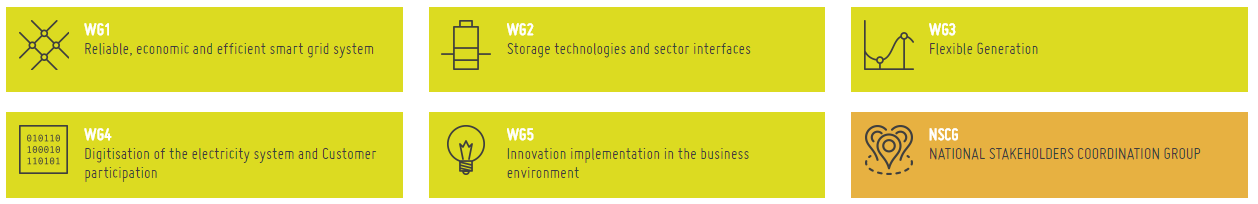 WG1
Reliable, economic and efficient smart grid system
WG2
Storage technologies and sector interfaces
WG3
Flexible Generation
010110
100010
110101
WG4
Digitisation of the electricity system and Customer
participation
WG5
Innovation implementation in the business
environment
NSCG
NATIONAL STAKEHOLDERS COORDINATION GROUP